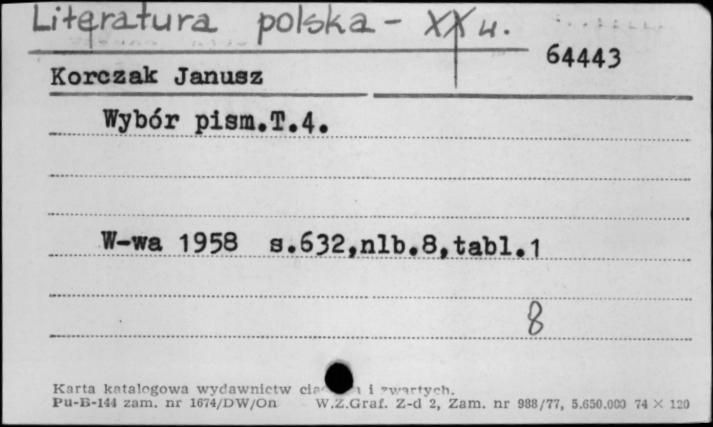 Literatura polska - XX w.
64443
Korczak Janusz
Wybór pism.T.4.
W-wa 1958 s.632,nlb.8,tabl.1
8
Karta katalogowa wydawnictw i zwartych.
Pu-B-144 zam. nr 1674/DW/On W.Z.Graf. Z-d 2, Zam. nr 988/77, 5.650.000 74 × 120